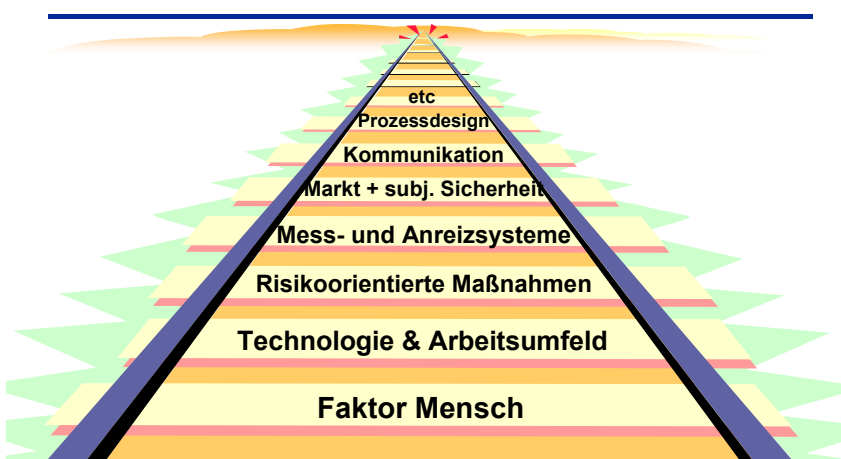 etc
Prozessdesign
Kommunikation
Markt + subj. Sicherheit
Mess- und Anreizsysteme
Risikoorientierte Maßnahmen
Technologie & Arbeitsumfeld
Faktor Mensch